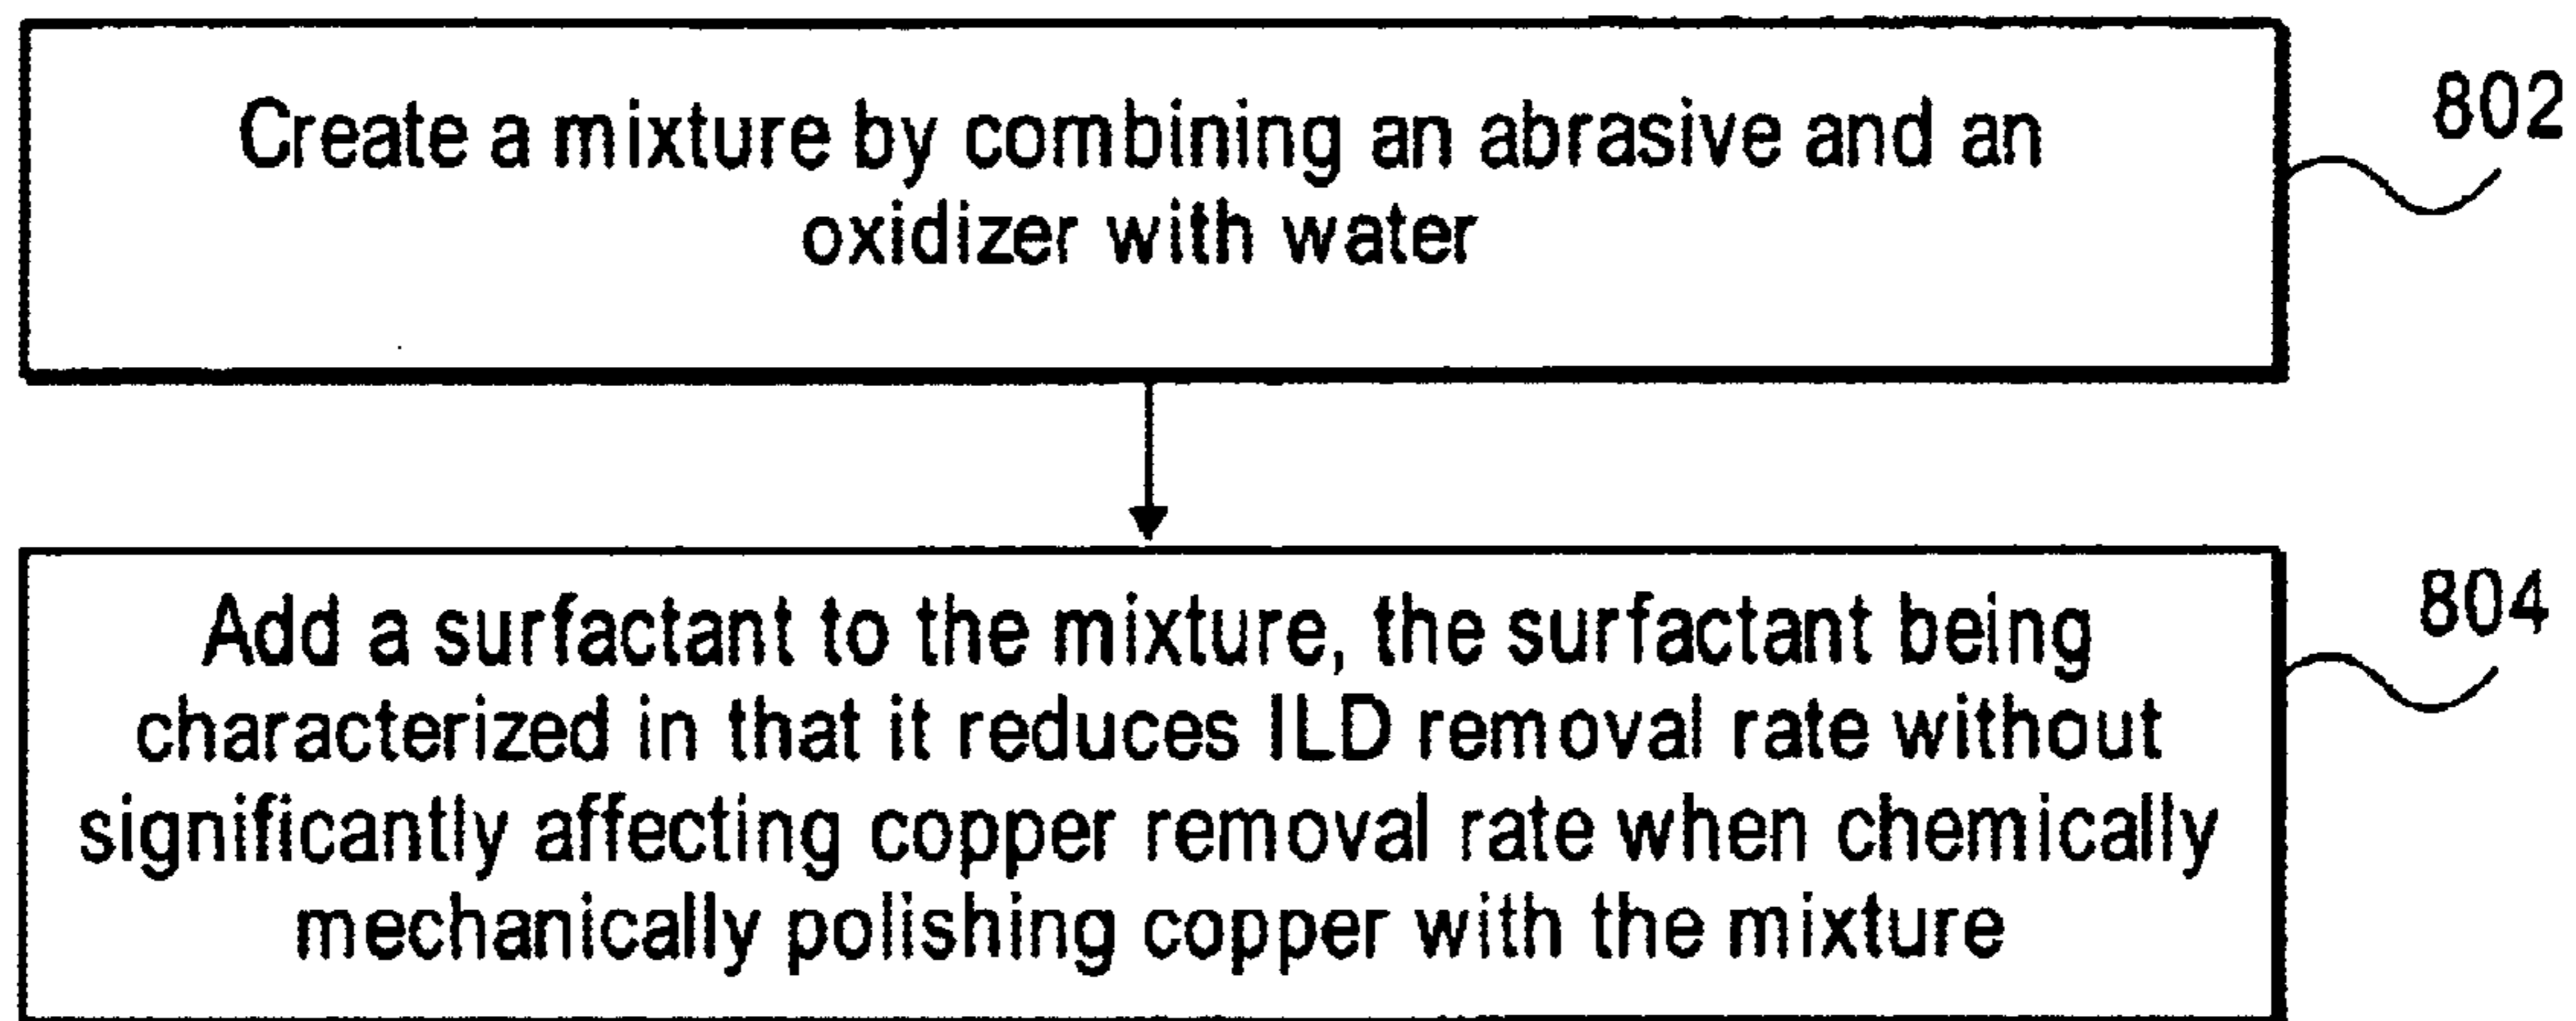 Create a mixture by combining an abrasive and an
oxidizer with water
802
Add a surfactant to the mixture, the surfactant being
characterized in that it reduces ILD removal rate without
significantly affecting copper removal rate when chemically
mechanically polishing copper with the mixture
804